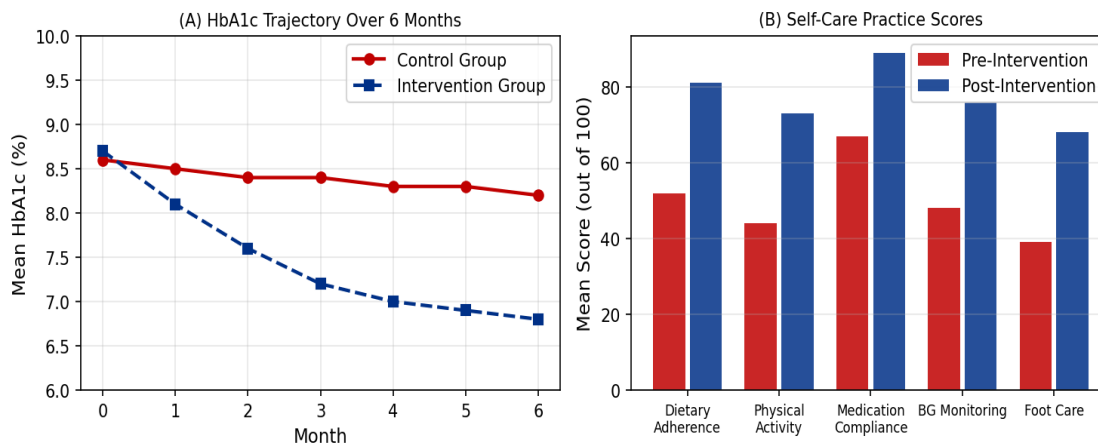 (A) HbA1c Trajectory Over 6 Months
10.0
9.5
9.0
8.5
8.0
7.5
7.0
6.5
6.0
Mean HbA1c (%)
Control Group
Intervention Group
0 1 2 3 4 5 6
Month
(B) Self-Care Practice Scores
80
60
40
20
0
Mean Score (out of 100)
Pre-Intervention
Post-Intervention
Dietary Physical Medication BG Monitoring Foot Care
Adherence Activity Compliance